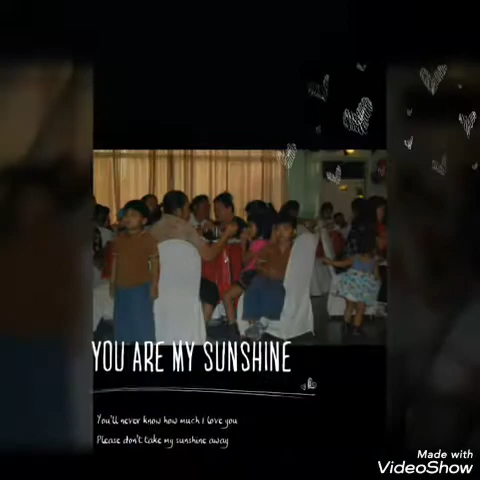 YOU ARE MY SUNSHINE
You'll never know how much I love you
Please don't take my sunshine away
Made with
VideoShow